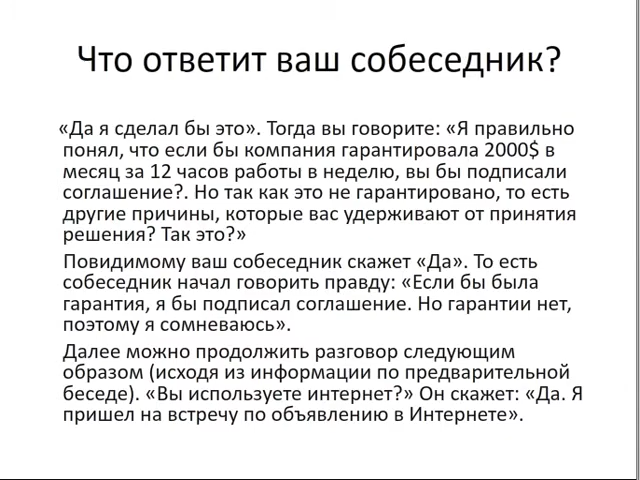 Что ответит ваш собеседник?
«Да я сделал бы это». Тогда вы говорите: «Я правильно
понял, что если бы компания гарантировала 2000$ в
месяц за 12 часов работы в неделю, вы бы подписали
соглашение?. Но так как это не гарантировано, то есть
другие причины, которые вас удерживают от принятия
решения? Так это?»
Повидимому ваш собеседник скажет «Да». То есть
собеседник начал говорить правду: «Если бы была
гарантия, я бы подписал соглашение. Но гарантии нет,
поэтому я сомневаюсь».
Далее можно продолжить разговор следующим
образом (исходя из информации по предварительной
беседе). «Вы используете интернет?» Он скажет: «Да. Я
пришел на встречу по объявлению в Интернете».